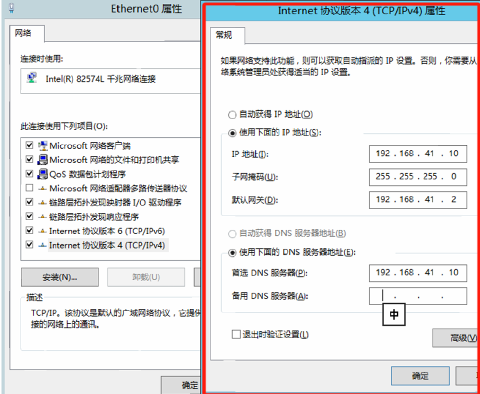 Ethernet0 属性
网络
连接时使用:
Intel(R) 82574L 千兆网络连接
此连接使用下列项目(O):
Microsoft 网络客户端
Microsoft 网络的文件和打印机共享
QoS 数据包计划程序
Microsoft 网络适配器多路传送器协议
链路层拓扑发现映射器 I/O 驱动程序
链路层拓扑发现响应程序
Internet 协议版本 6 (TCP/IPv6)
Internet 协议版本 4 (TCP/IPv4)
安装(N)...
卸载(U)
描述
TCP/IP。该协议是默认的广域网络协议，它提供
接的网络上的通讯。
确定
Internet 协议版本 4 (TCP/IPv4) 属性
常规
如果网络支持此功能，则可以获取自动指派的 IP 设置。否则，你需要从
络系统管理员处获得适当的 IP 设置。
自动获得 IP 地址(O)
使用下面的 IP 地址(S):
IP 地址(I):
192 . 168 . 41 . 10
子网掩码(U):
255 . 255 . 255 . 0
默认网关(D):
192 . 168 . 41 . 2
自动获得 DNS 服务器地址(B)
使用下面的 DNS 服务器地址(E):
首选 DNS 服务器(P):
192 . 168 . 41 . 10
备用 DNS 服务器(A):
. . .
中
退出时验证设置(L)
高级(V)
确定